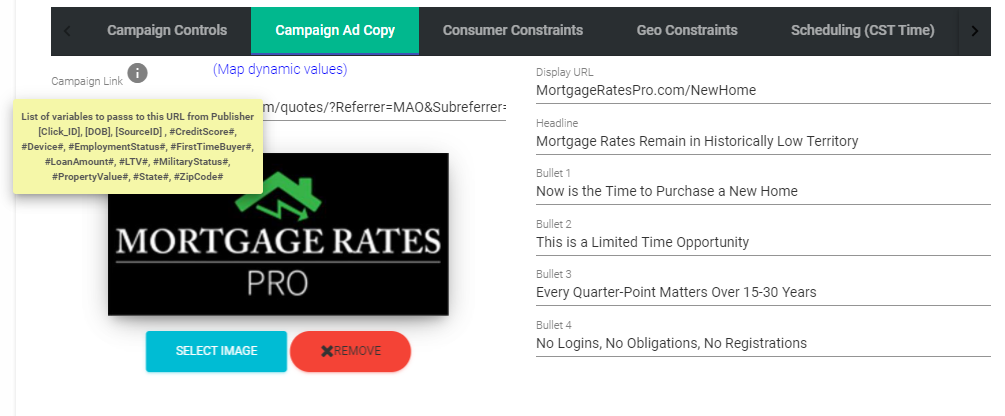 Campaign Controls
Campaign Ad Copy
Consumer Constraints
Geo Constraints
Scheduling (CST Time)
Campaign Link
(Map dynamic values)
m/quotes/?Referrer=MAO&Subreferrer=
List of variables to passs to this URL from Publisher
[Click_ID], [DOB], [SourceID] , #CreditScore#,
#Device#, #EmploymentStatus#, #FirstTimeBuyer#,
#LoanAmount#, #LTV#, #MilitaryStatus#,
#PropertyValue#, #State#, #ZipCode#
MORTGAGE RATES
PRO
SELECT IMAGE
REMOVE
Display URL
MortgageRatesPro.com/NewHome
Headline
Mortgage Rates Remain in Historically Low Territory
Bullet 1
Now is the Time to Purchase a New Home
Bullet 2
This is a Limited Time Opportunity
Bullet 3
Every Quarter-Point Matters Over 15-30 Years
Bullet 4
No Logins, No Obligations, No Registrations